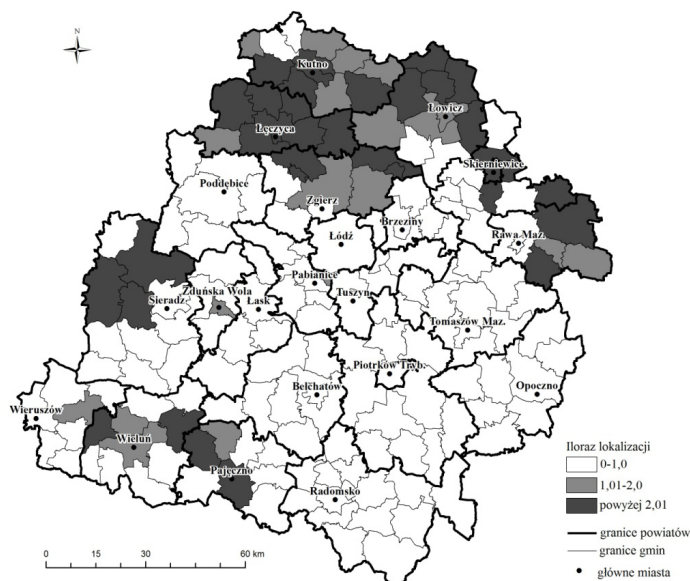 N
Kutno
Łowicz
Łęczyca
Skierniewice
Poddębice
Zgierz
Brzeziny
Rawa Maz.
Łódź
Pabianice
Zduńska Wola
Łask
Tuszyn
Sieradz
Tomaszów Maz.
Piotrków Tryb.
Bełchatów
Opoczno
Wieruszów
Wieluń
Pajęczno
Radomsko
Iloraz lokalizacji
0-1,0
1,01-2,0
powyżej 2,01
granice powiatów
granice gmin
główne miasta
0 15 30 60 km